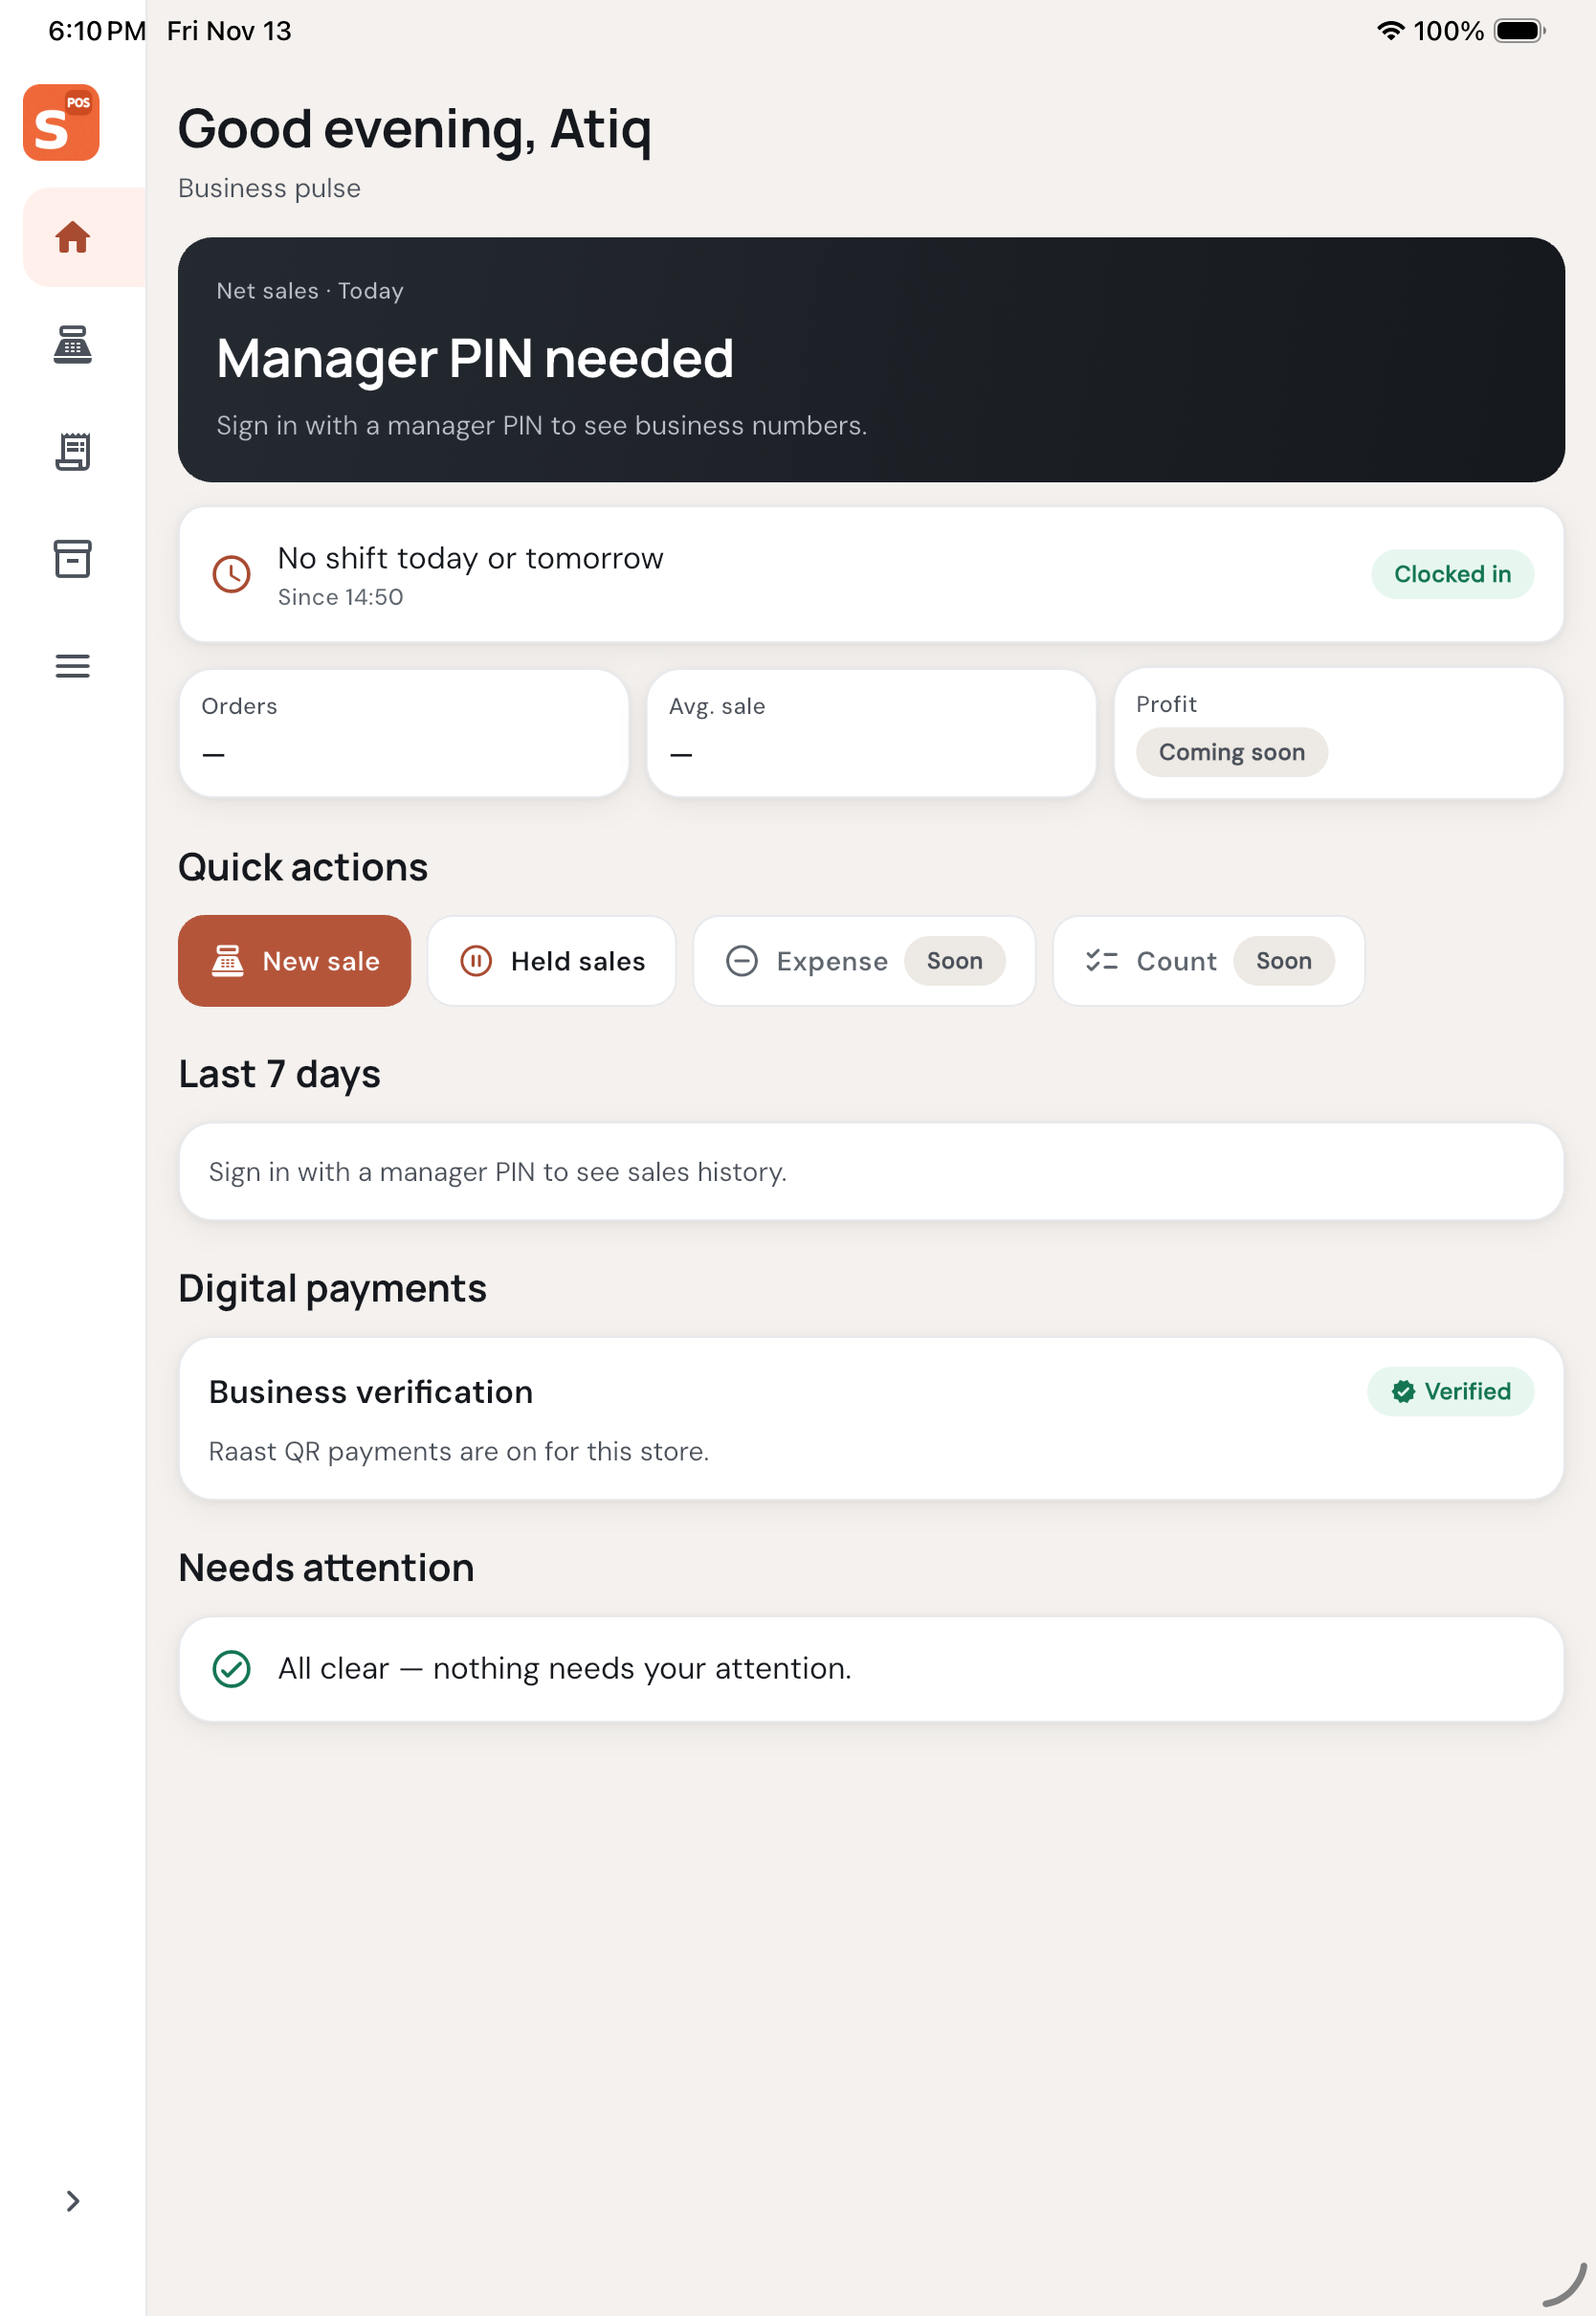 6:10 PM Fri Nov 13
100%
S POS
Good evening, Atiq
Business pulse
Net sales · Today
Manager PIN needed
Sign in with a manager PIN to see business numbers.
No shift today or tomorrow
Since 14:50
Clocked in
Orders
—
Avg. sale
—
Profit
Coming soon
Quick actions
New sale
Held sales
Expense Soon
Count Soon
Last 7 days
Sign in with a manager PIN to see sales history.
Digital payments
Business verification
Verified
Raast QR payments are on for this store.
Needs attention
All clear — nothing needs your attention.